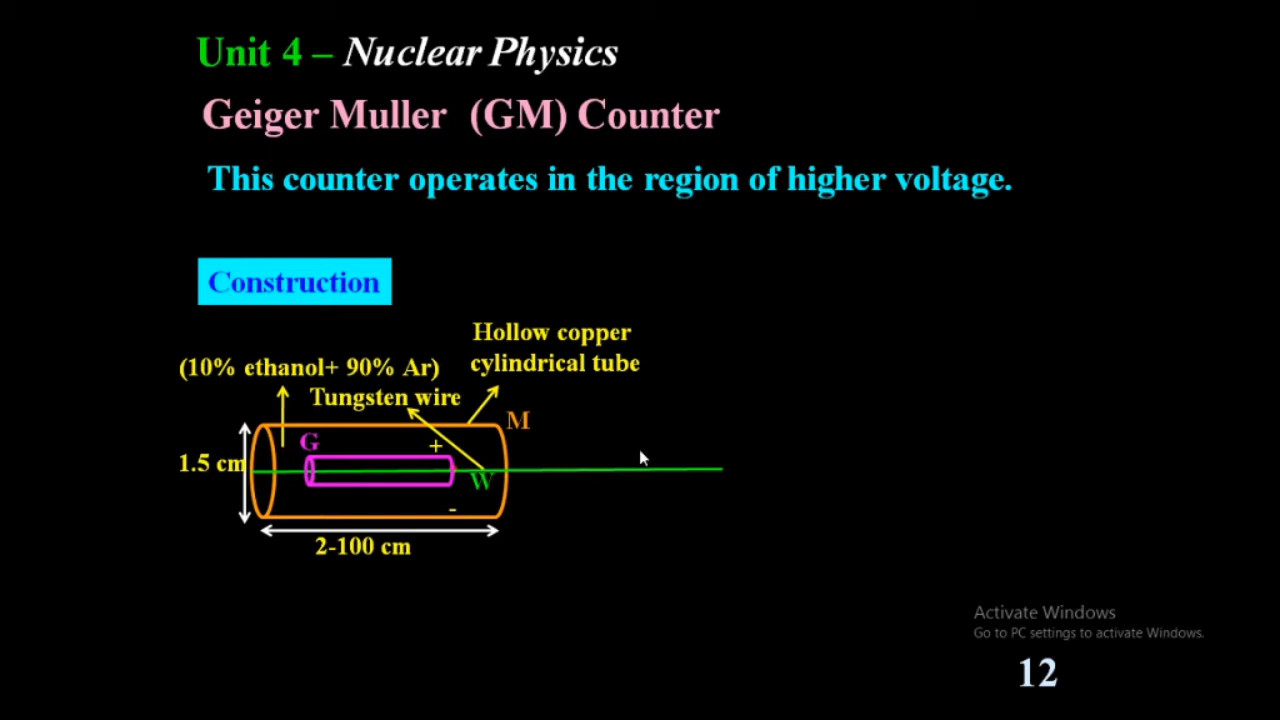 Unit 4 – Nuclear Physics
Geiger Muller (GM) Counter
This counter operates in the region of higher voltage.
Construction
Hollow copper
cylindrical tube
(10% ethanol+ 90% Ar)
Tungsten wire
M
G
+
1.5 cm
W
-
2-100 cm
Activate Windows
Go to PC settings to activate Windows.
12